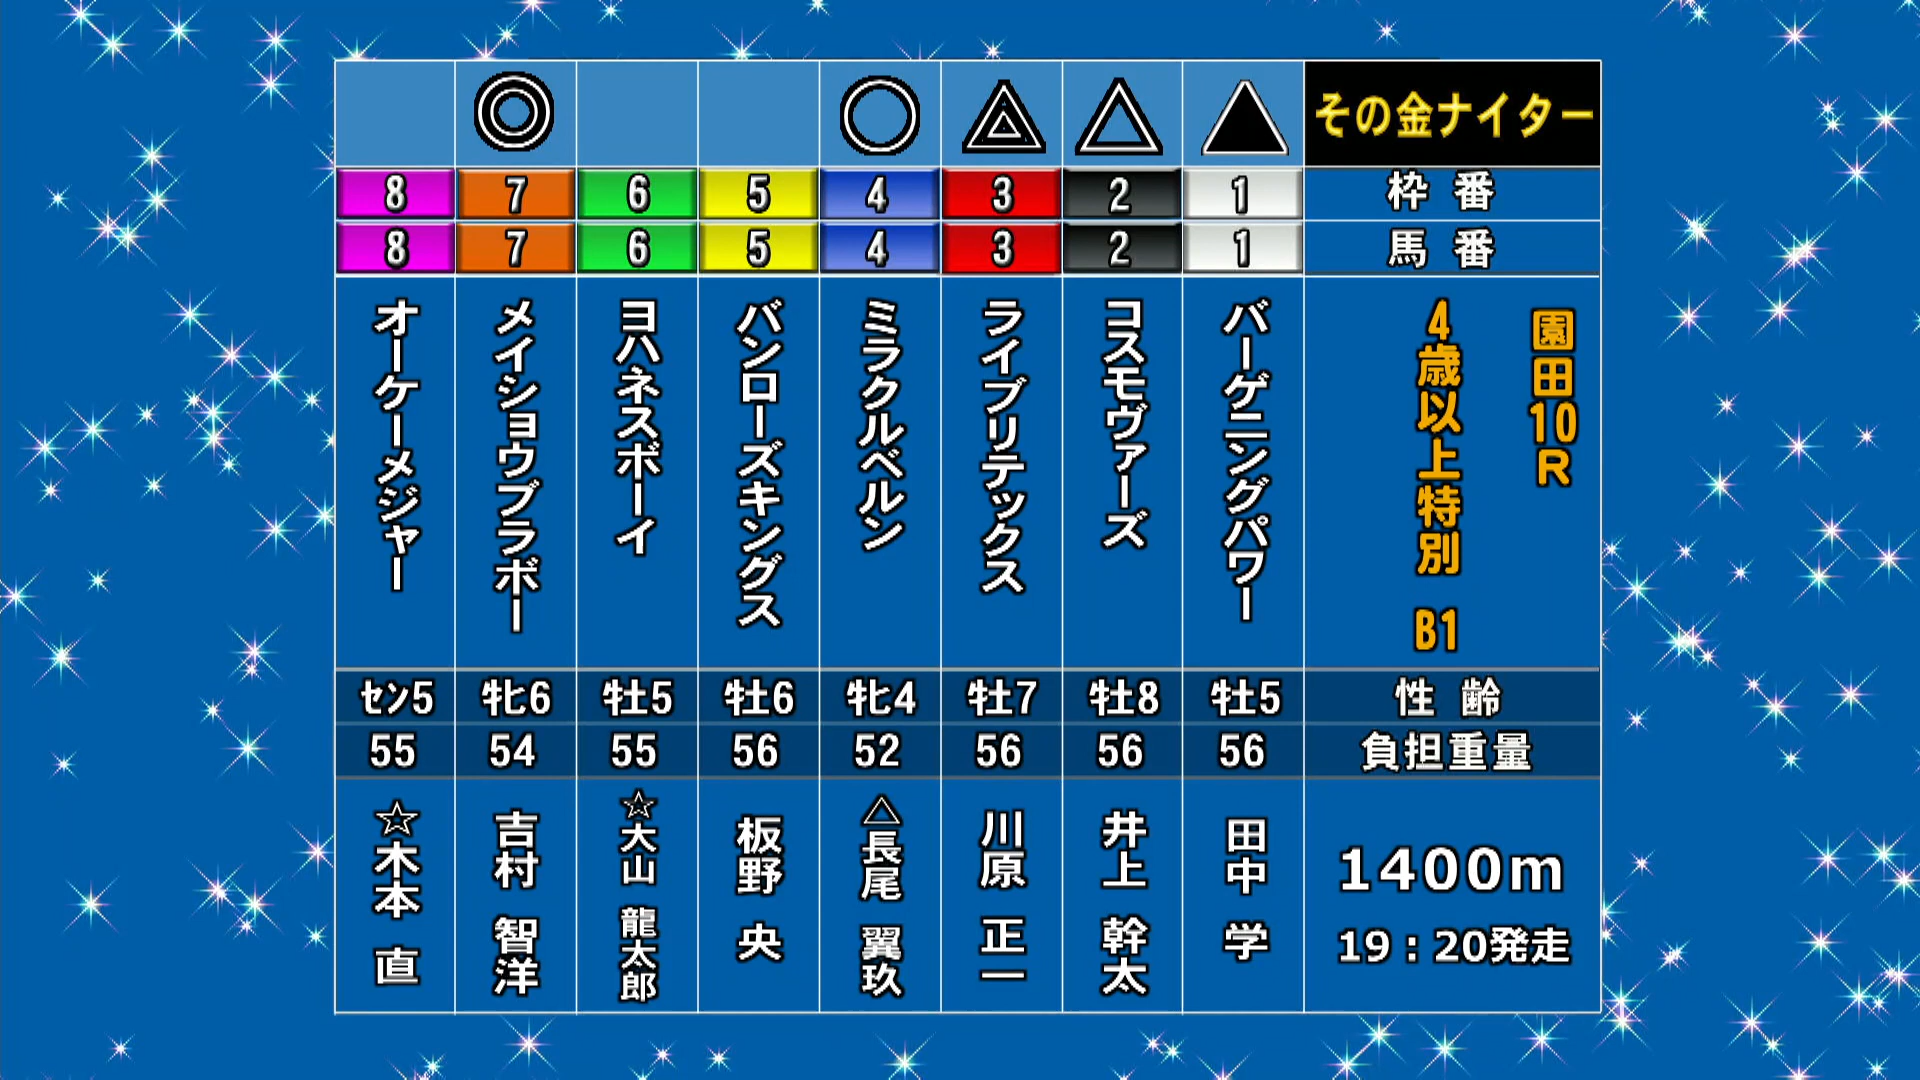 その金ナイター
枠番
8 7 6 5 4 3 2 1
馬番
8 7 6 5 4 3 2 1
園田10R
4歳以上特別 B1
バーゲニングパワー
コスモヴァーズ
ライブリテックス
ミラクルベルン
バンローズキングス
ヨハネスボーイ
メイショウブラボー
オーケーメジャー
ｾﾝ5 牝6 牡5 牡6 牝4 牡7 牡8 牡5 性齢
55 54 55 56 52 56 56 56 負担重量
1400m
19：20発走
田中 学
井上 幹太
川原 正一
△長尾 翼玖
板野 央
☆大山 龍太郎
吉村 智洋
☆木本 直